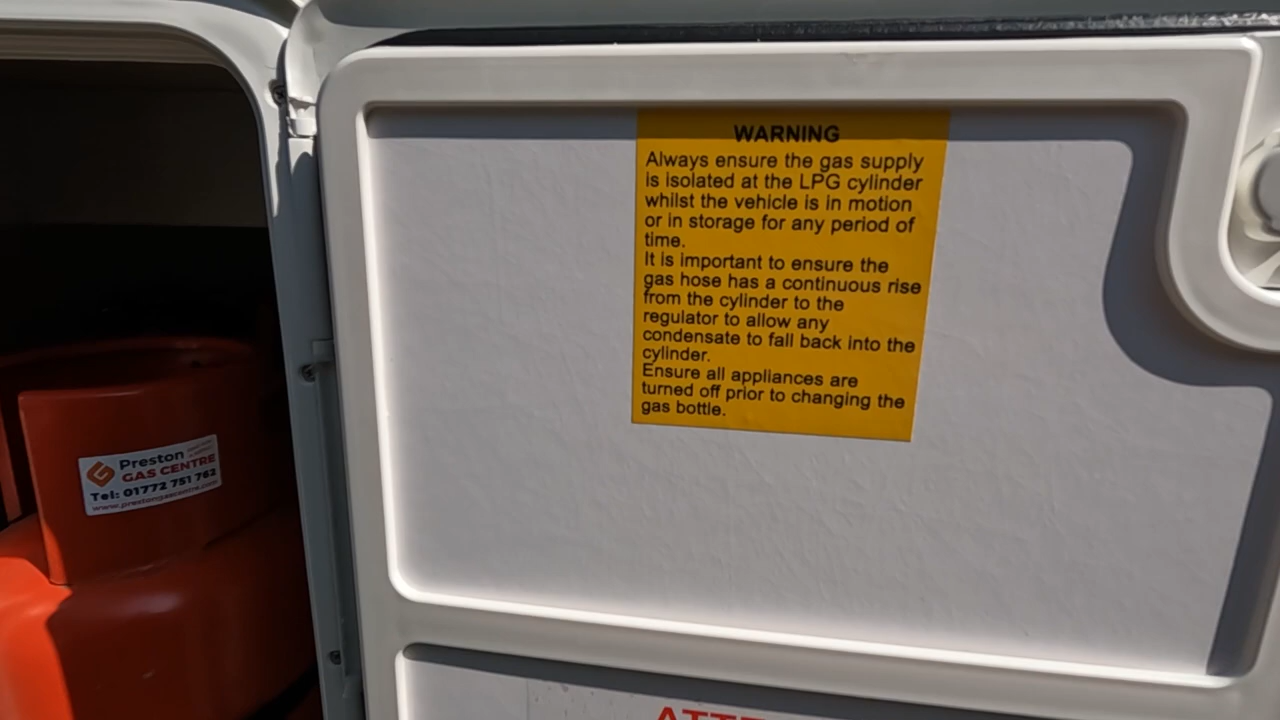 WARNING
Always ensure the gas supply
is isolated at the LPG cylinder
whilst the vehicle is in motion
or in storage for any period of
time.
It is important to ensure the
gas hose has a continuous rise
from the cylinder to the
regulator to allow any
condensate to fall back into the
cylinder.
Ensure all appliances are
turned off prior to changing the
gas bottle.
Preston
GAS CENTRE
Tel: 01772 751 762
www.prestongascentre.com